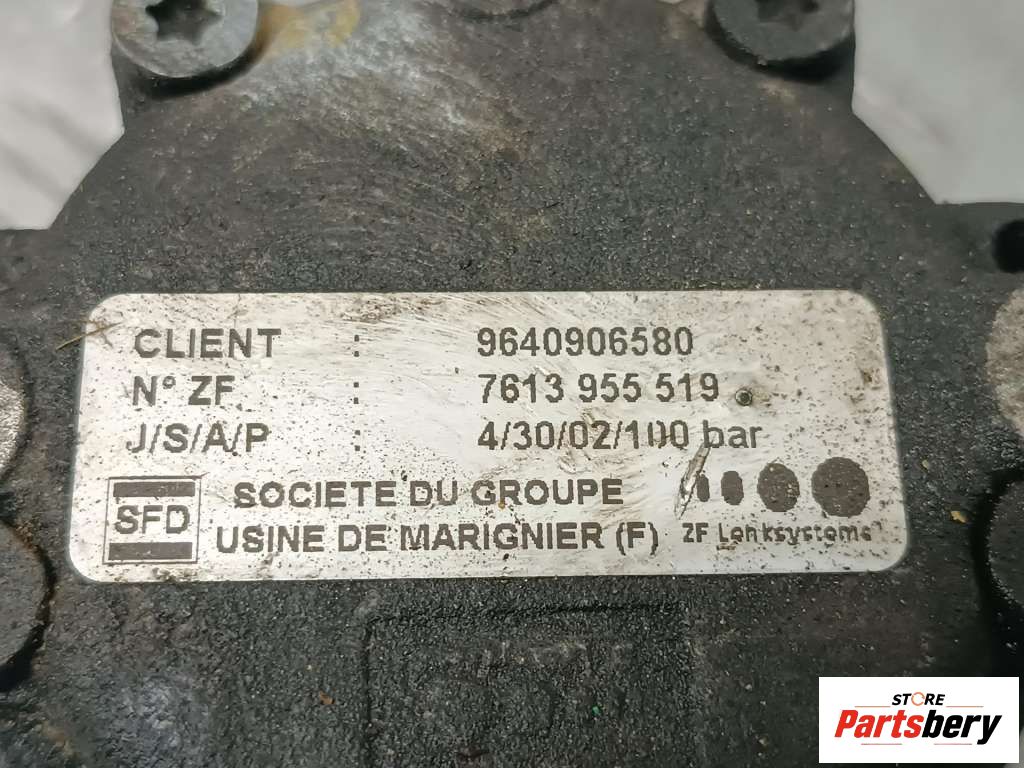 CLIENT : 9640906580
N° ZF : 7613 955 519
J/S/A/P : 4/30/02/100 bar
SFD SOCIETE DU GROUPE
USINE DE MARIGNIER (F) ZF Lenksysteme
STORE
Partsbery